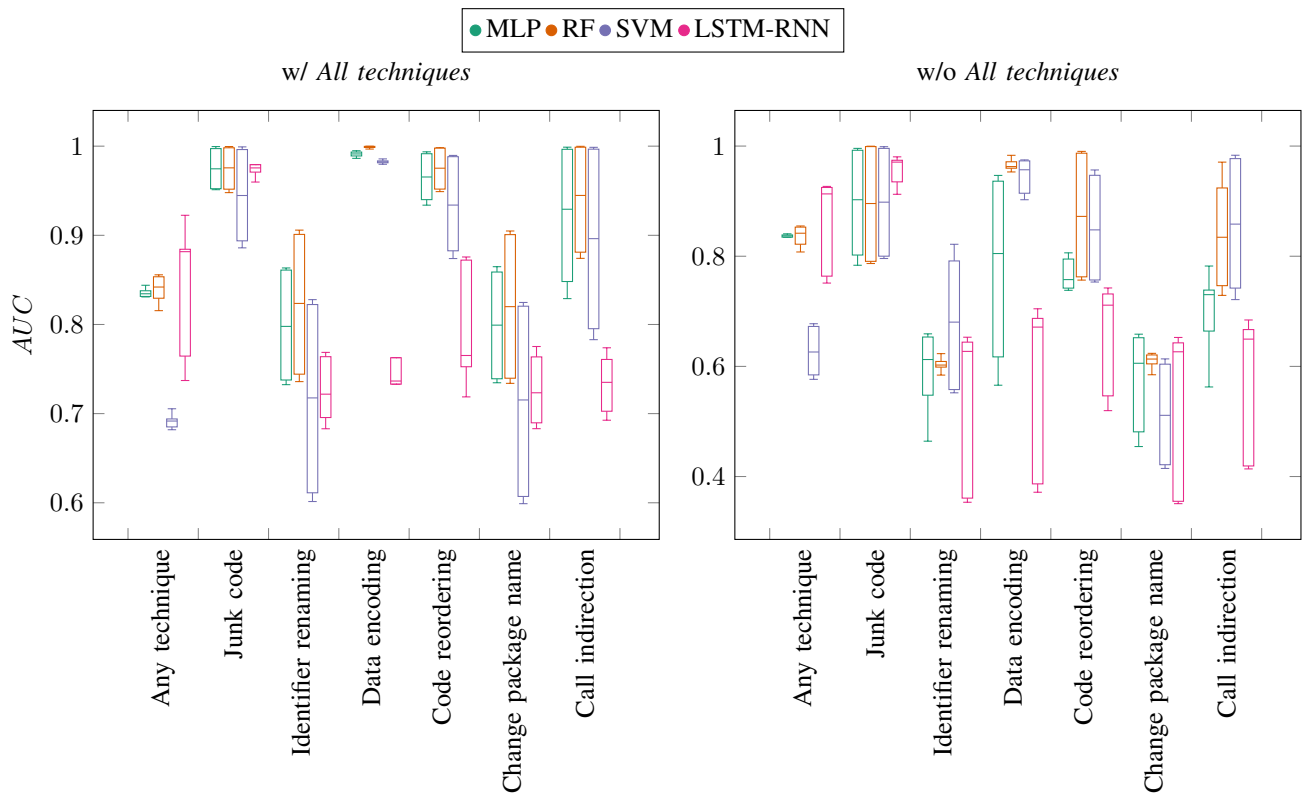 MLP RF SVM LSTM-RNN
w/ All techniques
w/o All techniques
AUC
1
0.9
0.8
0.7
0.6
1
0.8
0.6
0.4
Any technique
Junk code
Identifier renaming
Data encoding
Code reordering
Change package name
Call indirection
Any technique
Junk code
Identifier renaming
Data encoding
Code reordering
Change package name
Call indirection